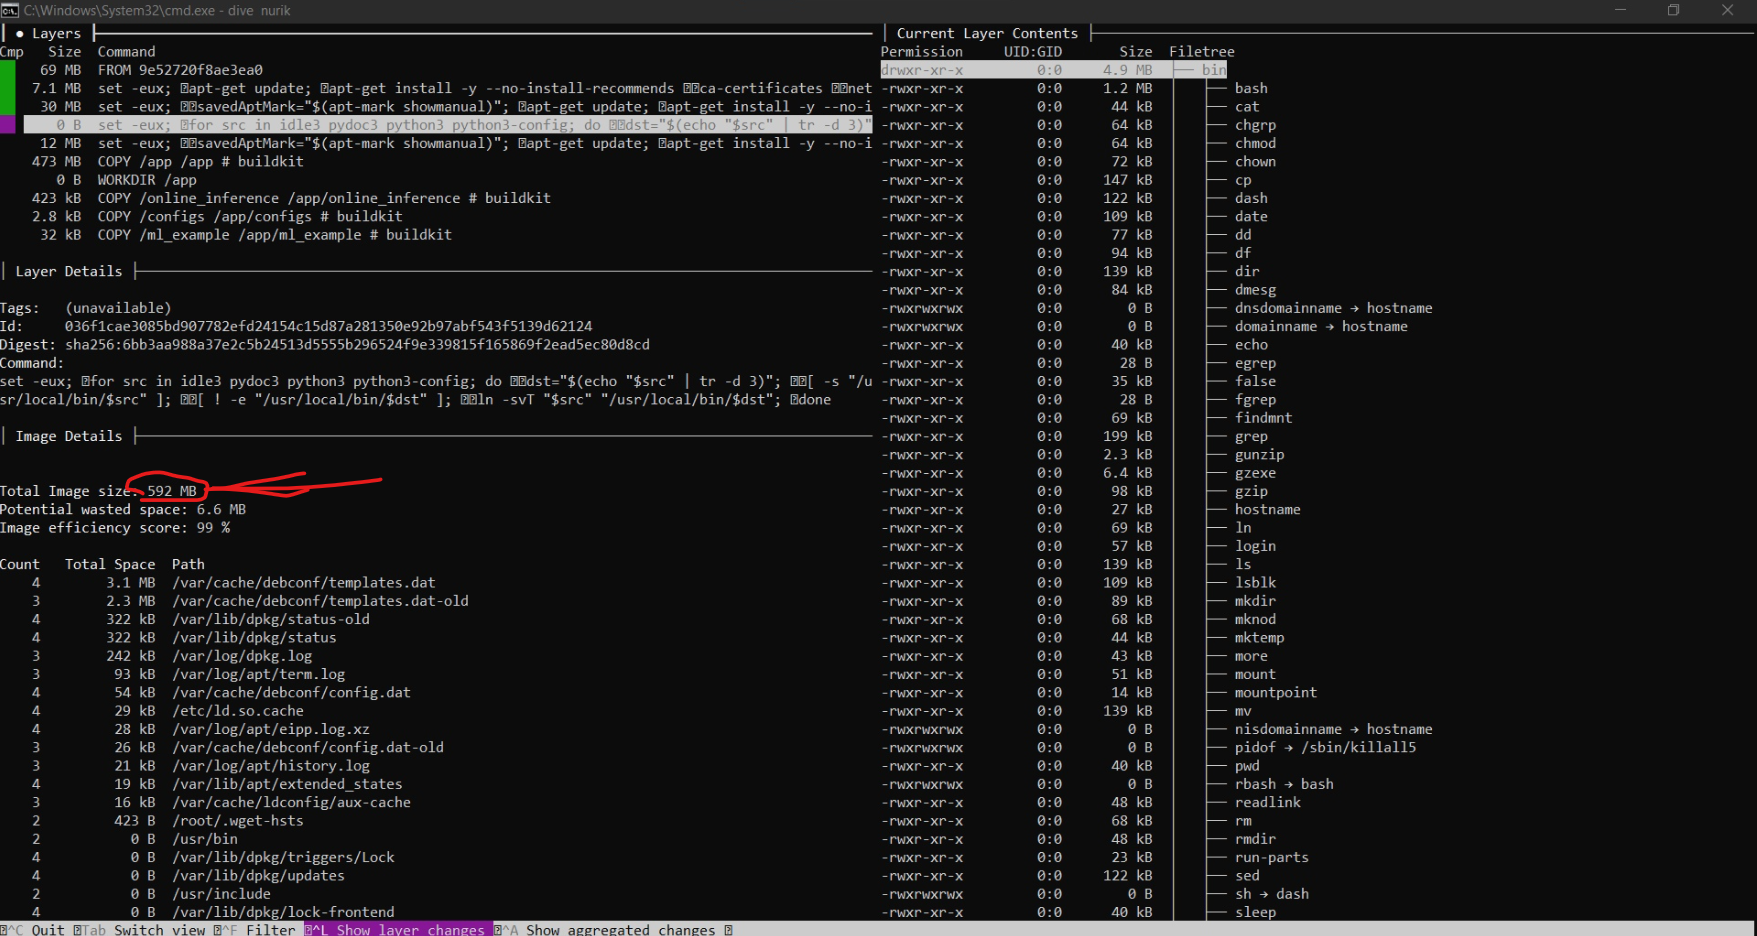 C:\Windows\System32\cmd.exe - dive nurik
● Layers
Cmp Size Command
69 MB FROM 9e52720f8ae3ea0
7.1 MB set -eux; apt-get update; apt-get install -y --no-install-recommends ca-certificates net
30 MB set -eux; savedAptMark="$(apt-mark showmanual)"; apt-get update; apt-get install -y --no-i
0 B set -eux; for src in idle3 pydoc3 python3 python3-config; do dst="$(echo "$src" | tr -d 3)"
12 MB set -eux; savedAptMark="$(apt-mark showmanual)"; apt-get update; apt-get install -y --no-i
473 MB COPY /app /app # buildkit
0 B WORKDIR /app
423 kB COPY /online_inference /app/online_inference # buildkit
2.8 kB COPY /configs /app/configs # buildkit
32 kB COPY /ml_example /app/ml_example # buildkit
Layer Details
Tags: (unavailable)
Id: 036f1cae3085bd907782efd24154c15d87a281350e92b97abf543f5139d62124
Digest: sha256:6bb3aa988a37e2c5b24513d5555b296524f9e339815f165869f2ead5ec80d8cd
Command:
set -eux; for src in idle3 pydoc3 python3 python3-config; do dst="$(echo "$src" | tr -d 3)"; [ -s "/u
sr/local/bin/$src" ]; [ ! -e "/usr/local/bin/$dst" ]; ln -svT "$src" "/usr/local/bin/$dst"; done
Image Details
Total Image size: 592 MB
Potential wasted space: 6.6 MB
Image efficiency score: 99 %
Count Total Space Path
4 3.1 MB /var/cache/debconf/templates.dat
3 2.3 MB /var/cache/debconf/templates.dat-old
4 322 kB /var/lib/dpkg/status-old
4 322 kB /var/lib/dpkg/status
3 242 kB /var/log/dpkg.log
3 93 kB /var/log/apt/term.log
4 54 kB /var/cache/debconf/config.dat
4 29 kB /etc/ld.so.cache
4 28 kB /var/log/apt/eipp.log.xz
3 26 kB /var/cache/debconf/config.dat-old
3 21 kB /var/log/apt/history.log
4 19 kB /var/lib/apt/extended_states
3 16 kB /var/cache/ldconfig/aux-cache
2 423 B /root/.wget-hsts
2 0 B /usr/bin
4 0 B /var/lib/dpkg/triggers/Lock
4 0 B /var/lib/dpkg/updates
2 0 B /usr/include
4 0 B /var/lib/dpkg/lock-frontend
Current Layer Contents
Permission UID:GID Size Filetree
drwxr-xr-x 0:0 4.9 MB bin
-rwxr-xr-x 0:0 1.2 MB bash
-rwxr-xr-x 0:0 44 kB cat
-rwxr-xr-x 0:0 64 kB chgrp
-rwxr-xr-x 0:0 64 kB chmod
-rwxr-xr-x 0:0 72 kB chown
-rwxr-xr-x 0:0 147 kB cp
-rwxr-xr-x 0:0 122 kB dash
-rwxr-xr-x 0:0 109 kB date
-rwxr-xr-x 0:0 77 kB dd
-rwxr-xr-x 0:0 94 kB df
-rwxr-xr-x 0:0 139 kB dir
-rwxr-xr-x 0:0 84 kB dmesg
-rwxrwxrwx 0:0 0 B dnsdomainname → hostname
-rwxrwxrwx 0:0 0 B domainname → hostname
-rwxr-xr-x 0:0 40 kB echo
-rwxr-xr-x 0:0 28 B egrep
-rwxr-xr-x 0:0 35 kB false
-rwxr-xr-x 0:0 28 B fgrep
-rwxr-xr-x 0:0 69 kB findmnt
-rwxr-xr-x 0:0 199 kB grep
-rwxr-xr-x 0:0 2.3 kB gunzip
-rwxr-xr-x 0:0 6.4 kB gzexe
-rwxr-xr-x 0:0 98 kB gzip
-rwxr-xr-x 0:0 27 kB hostname
-rwxr-xr-x 0:0 69 kB ln
-rwxr-xr-x 0:0 57 kB login
-rwxr-xr-x 0:0 139 kB ls
-rwxr-xr-x 0:0 109 kB lsblk
-rwxr-xr-x 0:0 89 kB mkdir
-rwxr-xr-x 0:0 68 kB mknod
-rwxr-xr-x 0:0 44 kB mktemp
-rwxr-xr-x 0:0 43 kB more
-rwxr-xr-x 0:0 51 kB mount
-rwxr-xr-x 0:0 14 kB mountpoint
-rwxr-xr-x 0:0 139 kB mv
-rwxrwxrwx 0:0 0 B nisdomainname → hostname
-rwxrwxrwx 0:0 0 B pidof → /sbin/killall5
-rwxr-xr-x 0:0 40 kB pwd
-rwxrwxrwx 0:0 0 B rbash → bash
-rwxr-xr-x 0:0 48 kB readlink
-rwxr-xr-x 0:0 68 kB rm
-rwxr-xr-x 0:0 48 kB rmdir
-rwxr-xr-x 0:0 23 kB run-parts
-rwxr-xr-x 0:0 122 kB sed
-rwxrwxrwx 0:0 0 B sh → dash
-rwxr-xr-x 0:0 40 kB sleep
^C Quit Tab Switch view ^F Filter ^L Show layer changes ^A Show aggregated changes